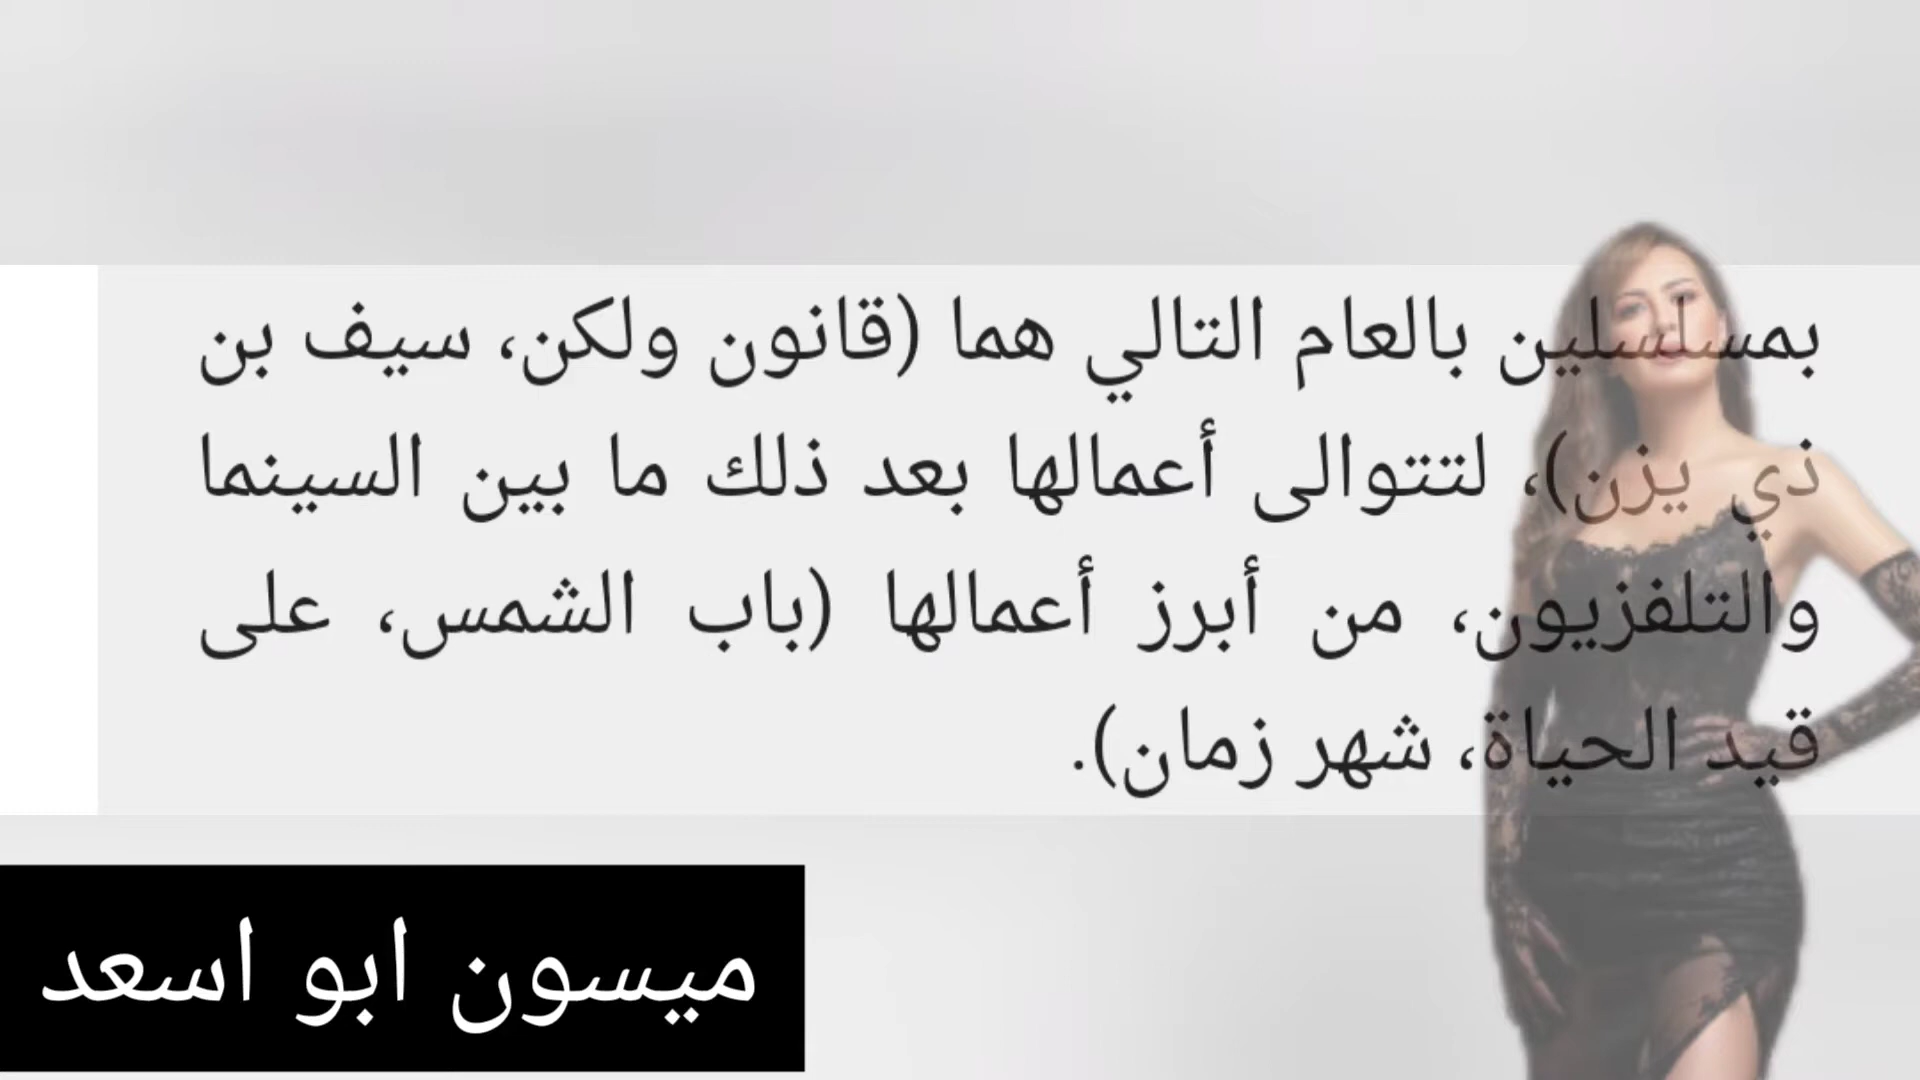 بمسلسلين بالعام التالي هما (قانون ولكن، سيف بن
ذي يزن)، لتتوالى أعمالها بعد ذلك ما بين السينما
والتلفزيون، من أبرز أعمالها (باب الشمس، على
قيد الحياة، شهر زمان).
ميسون ابو اسعد